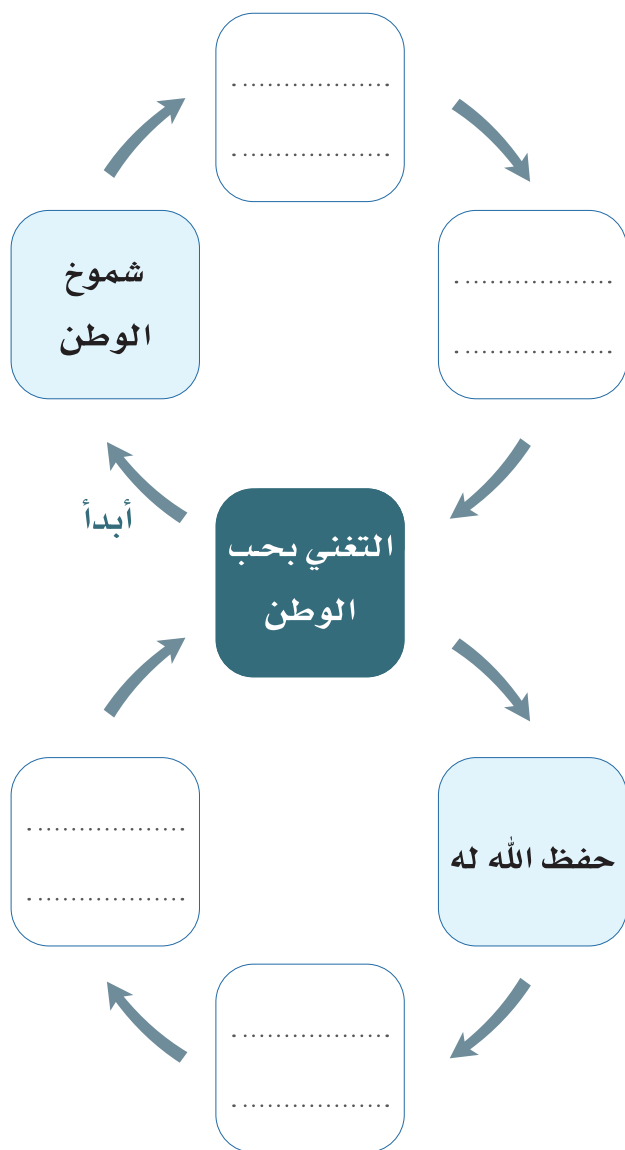 شموخ
الوطن
أبدأ
التغني بحب
الوطن
حفظ الله له